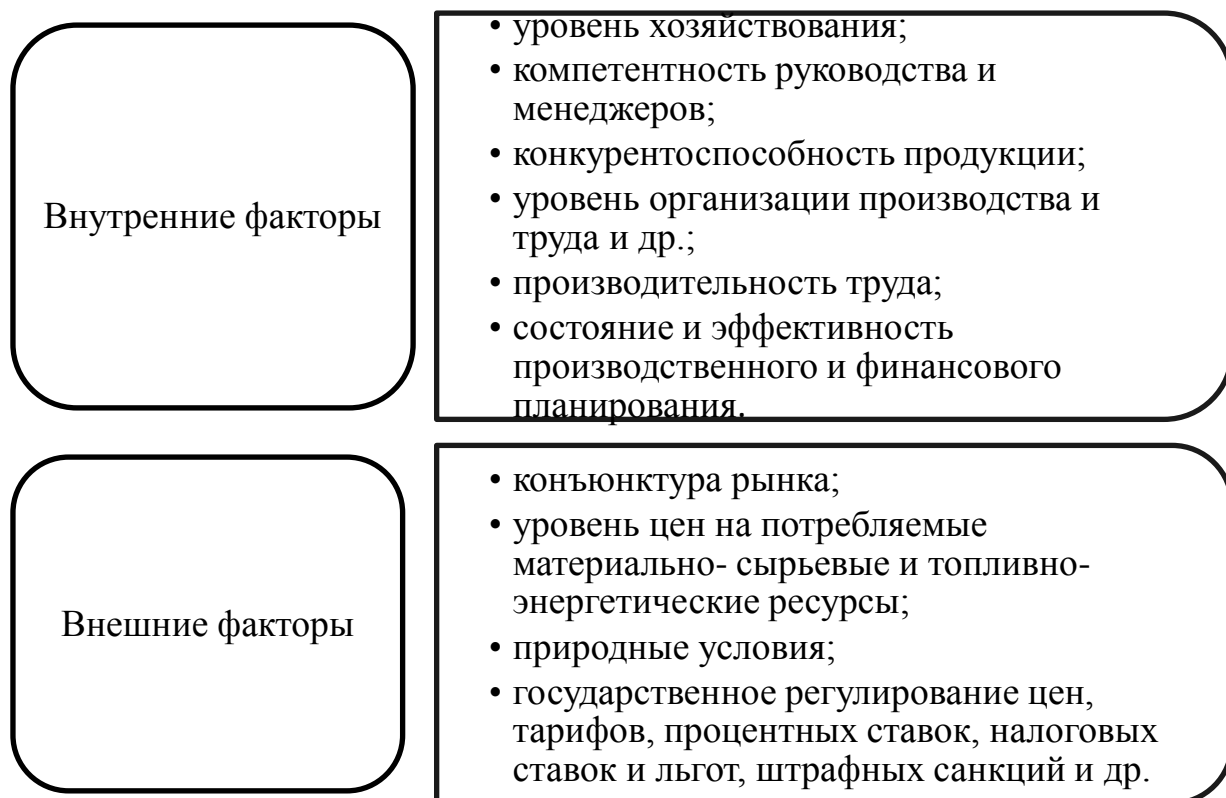 Внутренние факторы
• уровень хозяйствования;
• компетентность руководства и
менеджеров;
• конкурентоспособность продукции;
• уровень организации производства и
труда и др.;
• производительность труда;
• состояние и эффективность
производственного и финансового
планирования.
Внешние факторы
• конъюнктура рынка;
• уровень цен на потребляемые
материально- сырьевые и топливно-
энергетические ресурсы;
• природные условия;
• государственное регулирование цен,
тарифов, процентных ставок, налоговых
ставок и льгот, штрафных санкций и др.